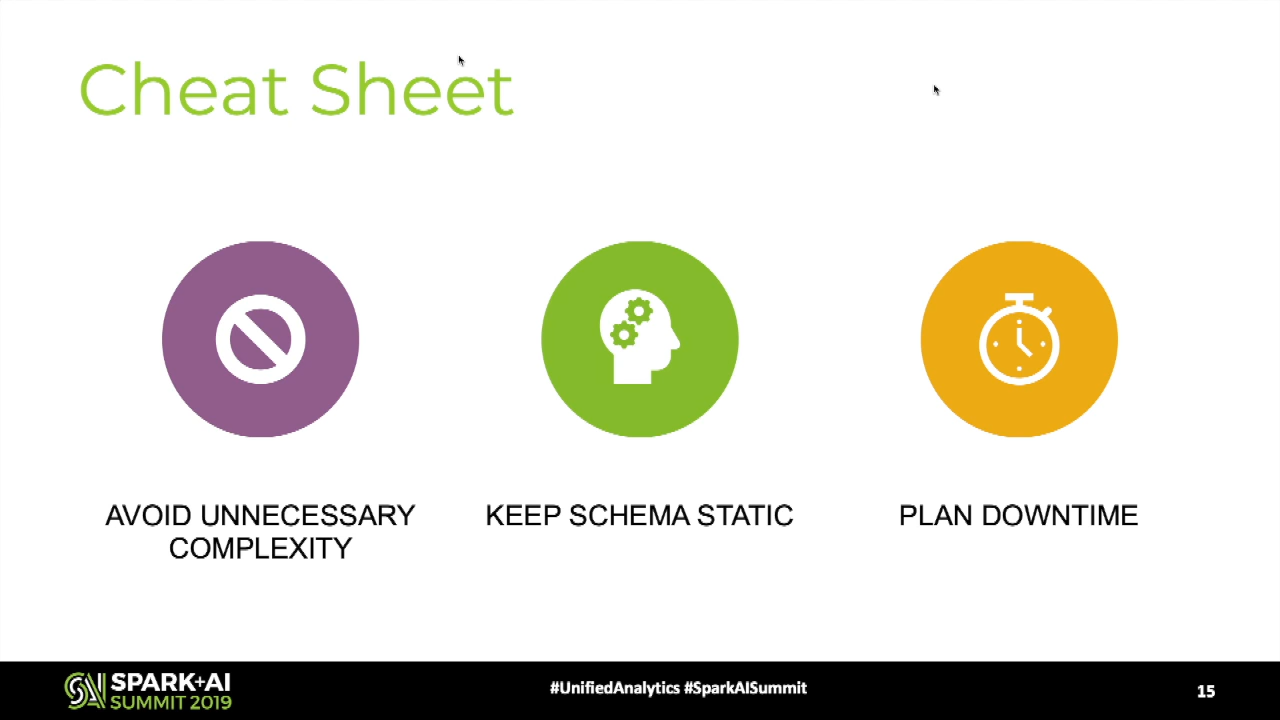 Cheat Sheet
AVOID UNNECESSARY
COMPLEXITY
KEEP SCHEMA STATIC
PLAN DOWNTIME
SPARK+AI
SUMMIT 2019
#UnifiedAnalytics #SparkAISummit
15